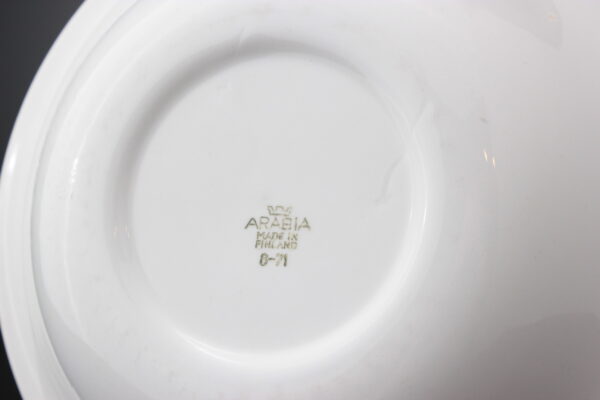 ARABIA
MADE IN
FINLAND
8-71